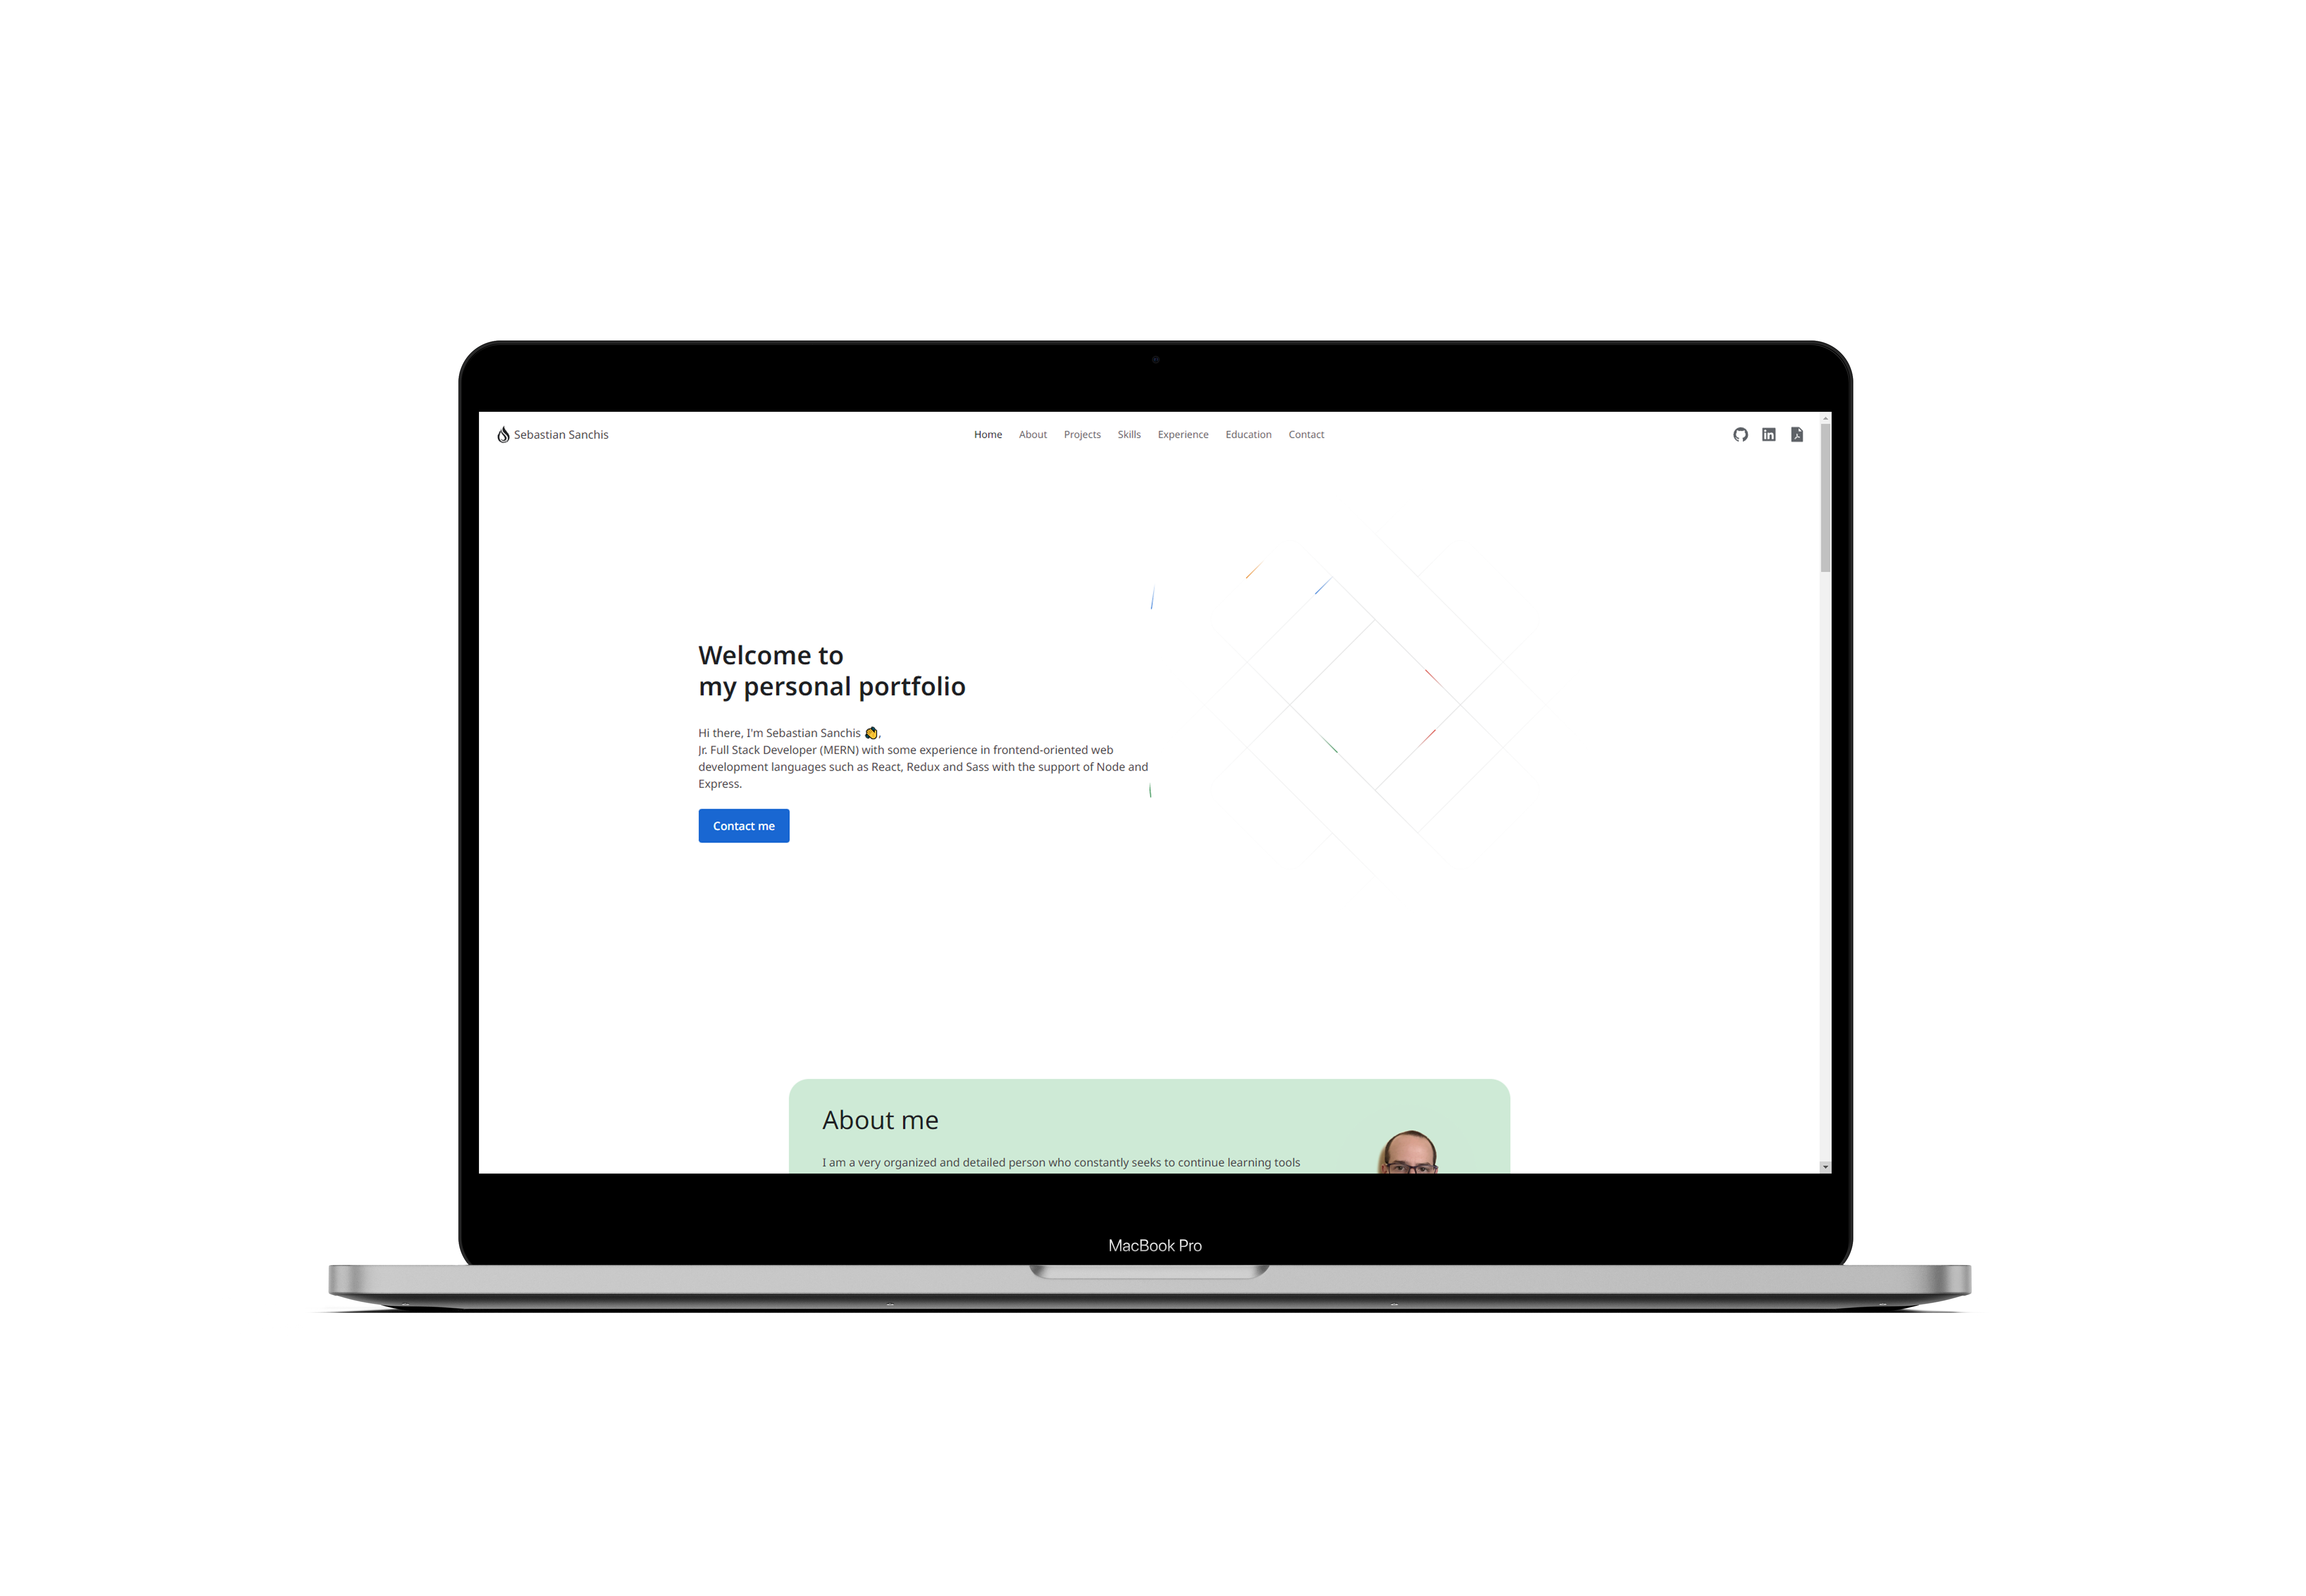 Sebastian Sanchis
Home About Projects Skills Experience Education Contact
Welcome to
my personal portfolio
Hi there, I'm Sebastian Sanchis 👏,
Jr. Full Stack Developer (MERN) with some experience in frontend-oriented web
development languages such as React, Redux and Sass with the support of Node and
Express.
Contact me
About me
I am a very organized and detailed person who constantly seeks to continue learning tools
MacBook Pro